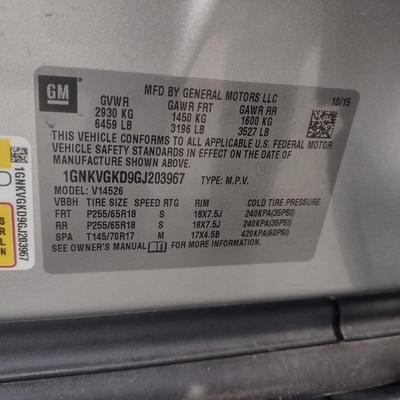 GM
MFD BY GENERAL MOTORS LLC
10/15
GVWR GAWR FRT GAWR RR
2930 KG 1450 KG 1600 KG
6459 LB 3196 LB 3527 LB
THIS VEHICLE CONFORMS TO ALL APPLICABLE U.S. FEDERAL MOTOR
VEHICLE SAFETY STANDARDS IN EFFECT ON THE DATE OF
MANUFACTURE SHOWN ABOVE.
1GNKVGKD9GJ203967 TYPE: M.P.V.
MODEL: V14526
VBBH TIRE SIZE SPEED RTG RIM COLD TIRE PRESSURE
FRT P255/65R18 S 18X7.5J 240KPA(35PSI)
RR P255/65R18 S 18X7.5J 240KPA(35PSI)
SPA T145/70R17 M 17X4.5B 420KPA(60PSI)
SEE OWNER'S MANUAL FOR MORE INFORMATION.
1GNKVGKD9GJ203967